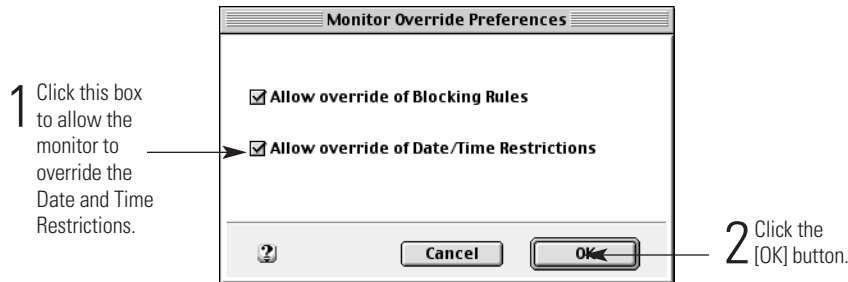 Monitor Override Preferences
1 Click this box
to allow the
monitor to
override the
Date and Time
Restrictions.
Allow override of Blocking Rules
Allow override of Date/Time Restrictions
?
Cancel
OK
2 Click the
[OK] button.